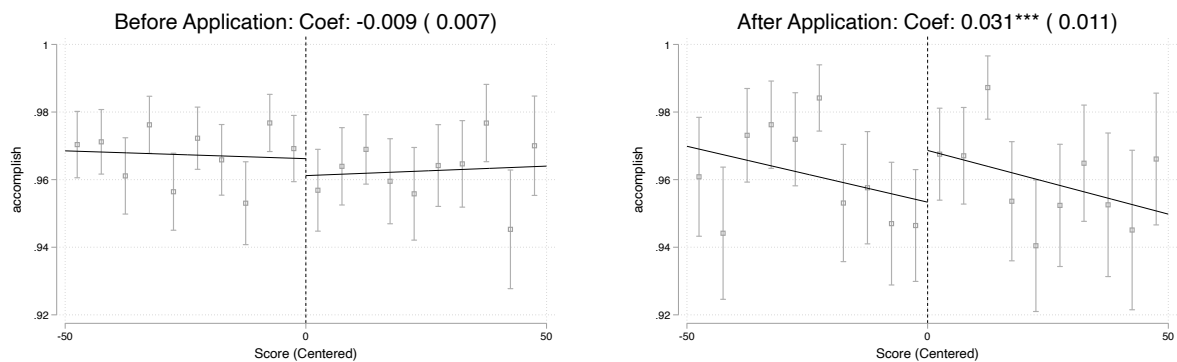 Before Application: Coef: -0.009 ( 0.007)
1
.98
.96
.94
.92
accomplish
-50
0
50
Score (Centered)
After Application: Coef: 0.031*** ( 0.011)
1
.98
.96
.94
.92
accomplish
-50
0
50
Score (Centered)